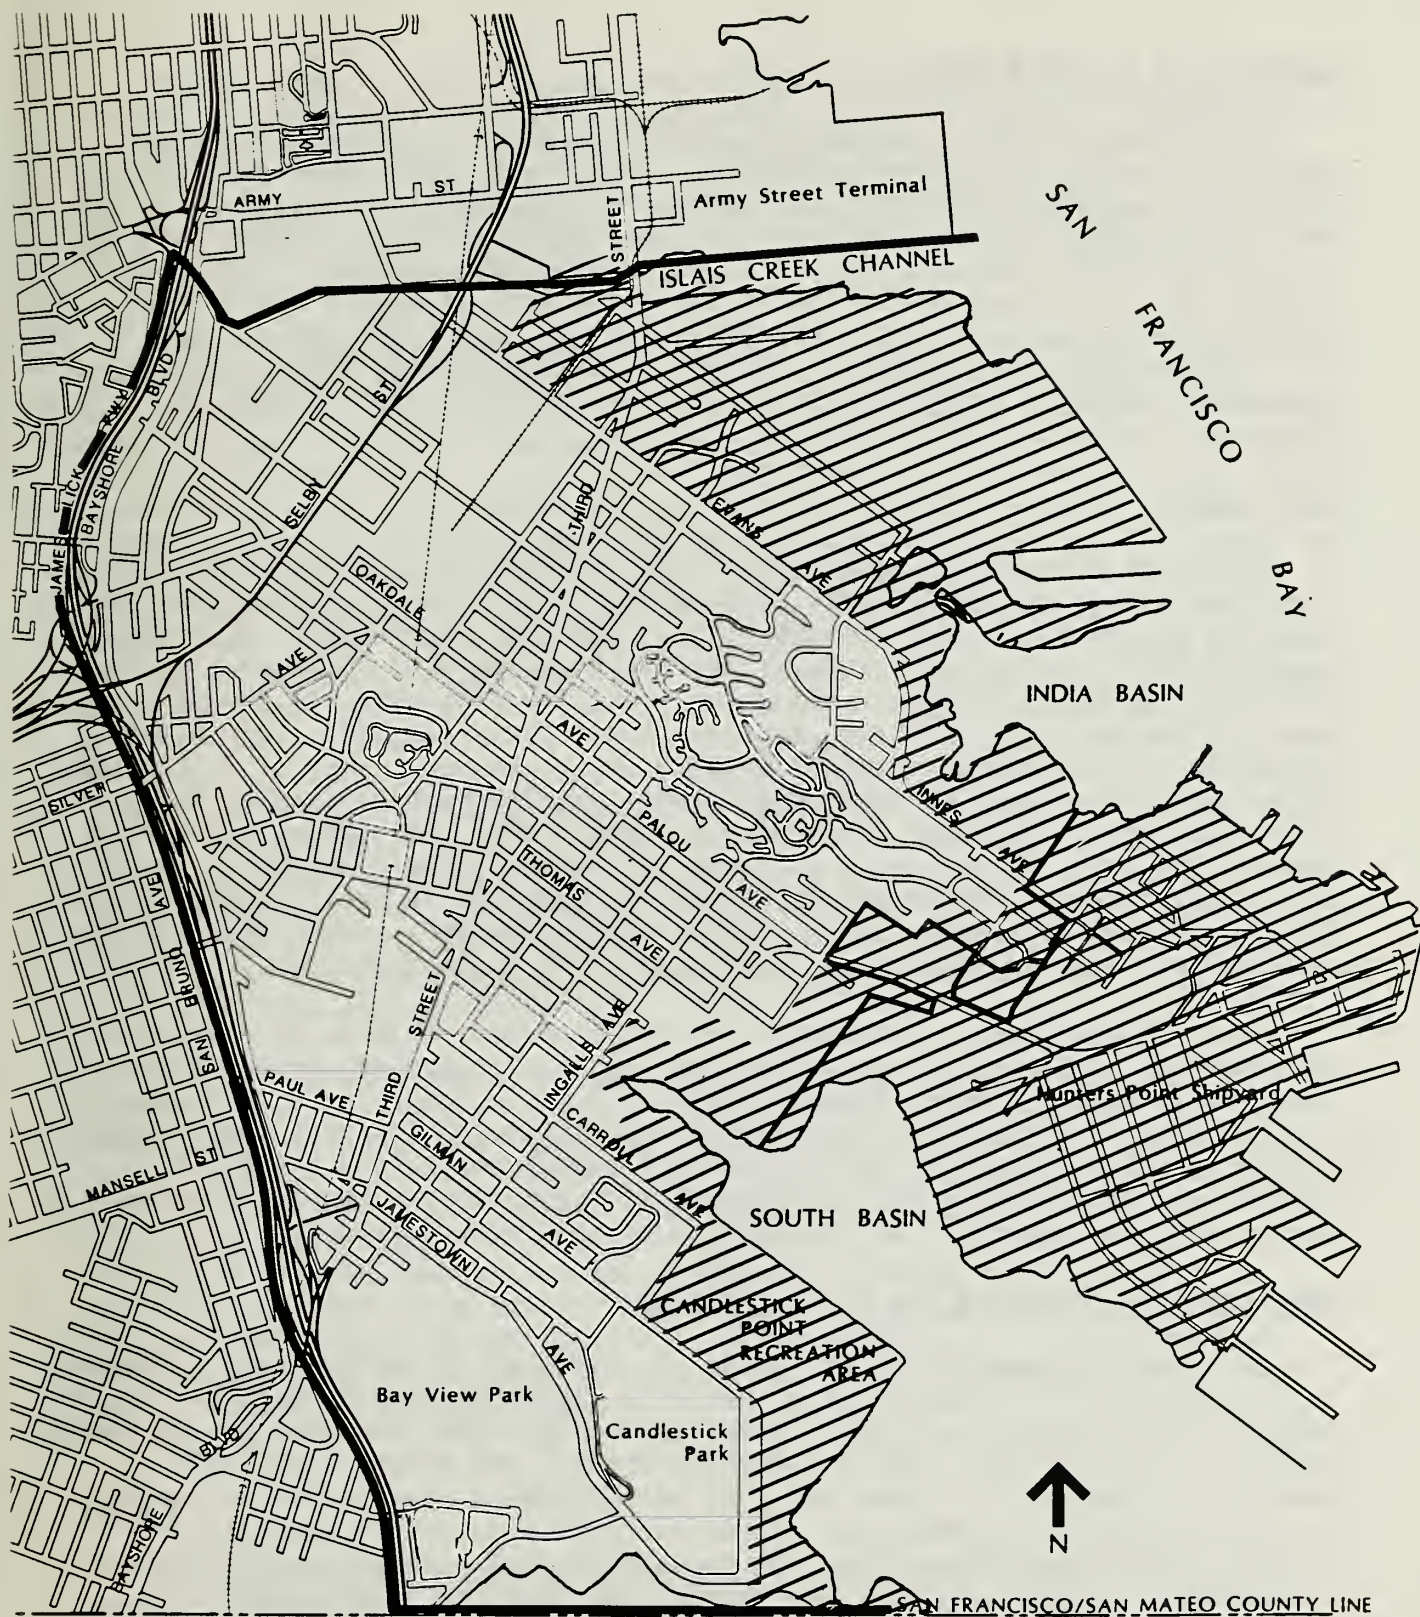 ARMY ST
STREET
Army Street Terminal
ISLAIS CREEK CHANNEL
SAN
FRANCISCO
BAY
JAMES LICK FWY
BAYSHORE BLVD
SELBY ST
THIRD
EVANS AVE
OAKDALE
AVE
INDIA BASIN
SILVER
AVE
PALOU
AVE
INNES
AVE
THOMAS
AVE
SAN BRUNO AVE
THIRD STREET
INGALLS AVE
PAUL AVE
CARROLL
AVE
GILMAN
AVE
Hunters Point Shipyard
MANSELL ST
JAMESTOWN
AVE
SOUTH BASIN
CANDLESTICK
POINT
RECREATION
AREA
Bay View Park
Candlestick
Park
BAYSHORE BLVD
N
SAN FRANCISCO/SAN MATEO COUNTY LINE